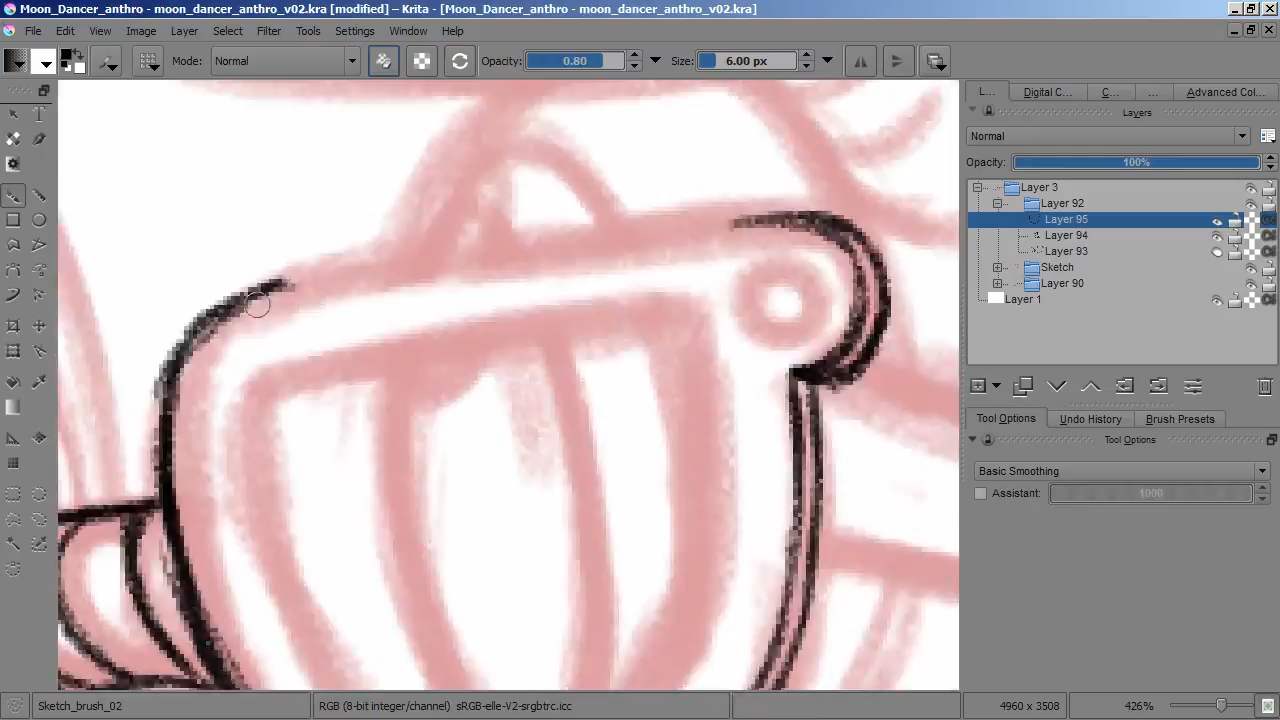 Moon_Dancer_anthro - moon_dancer_anthro_v02.kra [modified] – Krita - [Moon_Dancer_anthro - moon_dancer_anthro_v02.kra]
File Edit View Image Layer Select Filter Tools Settings Window Help
Mode: Normal Opacity: 0.80 Size: 6.00 px
L... Digital C... C... ... Advanced Col...
Layers
Normal
Opacity: 100%
Layer 3
Layer 92
Layer 95
Layer 94
Layer 93
Sketch
Layer 90
Layer 1
Tool Options Undo History Brush Presets
Tool Options
Basic Smoothing
Assistant: 1000
Sketch_brush_02 RGB (8-bit integer/channel) sRGB-elle-V2-srgbtrc.icc 4960 x 3508 426%